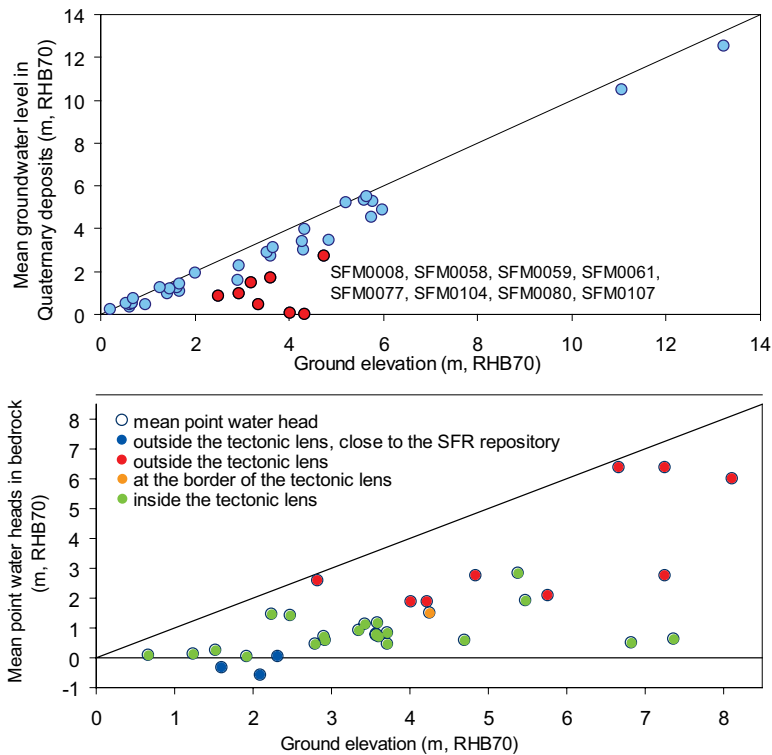 14
12
10
8
6
4
2
0
Mean groundwater level in
Quaternary deposits (m, RHB70)
SFM0008, SFM0058, SFM0059, SFM0061,
SFM0077, SFM0104, SFM0080, SFM0107
0 2 4 6 8 10 12 14
Ground elevation (m, RHB70)
8
7
6
5
4
3
2
1
0
-1
Mean point water heads in bedrock
(m, RHB70)
mean point water head
outside the tectonic lens, close to the SFR repository
outside the tectonic lens
at the border of the tectonic lens
inside the tectonic lens
0 1 2 3 4 5 6 7 8
Ground elevation (m, RHB70)